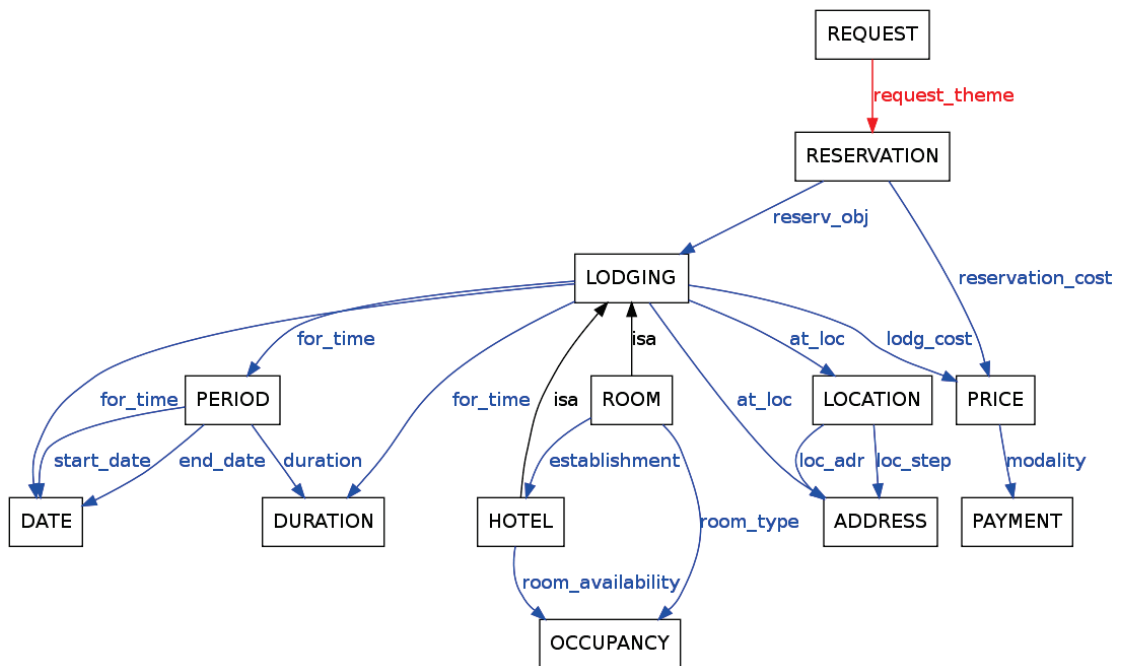 REQUEST
request_theme
RESERVATION
reserv_obj
reservation_cost
LODGING
for_time
isa
at_loc
lodg_cost
for_time
PERIOD
for_time
isa
ROOM
at_loc
LOCATION
PRICE
start_date
end_date
duration
establishment
loc_adr
loc_step
modality
DATE
DURATION
HOTEL
room_type
ADDRESS
PAYMENT
room_availability
OCCUPANCY